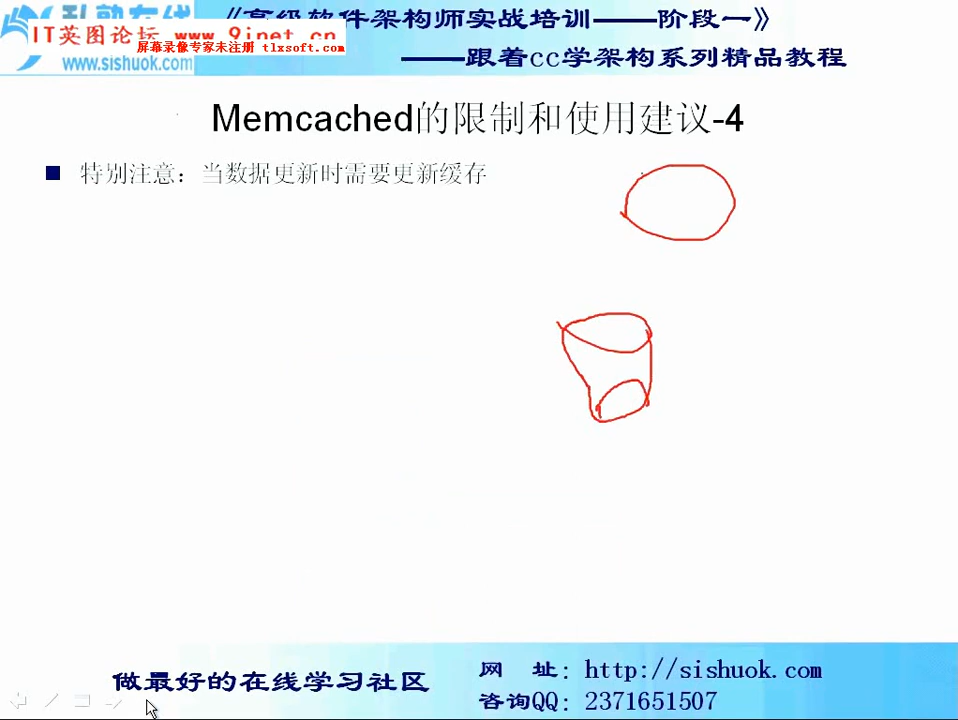 《高级软件架构师实战培训——阶段一》
IT英图论坛 www.9inet.cn
屏幕录像专家未注册 tlxsoft.com
www.sishuok.com
——跟着cc学架构系列精品教程
Memcached的限制和使用建议-4
特别注意：当数据更新时需要更新缓存
做最好的在线学习社区
网 址：http://sishuok.com
咨询QQ：2371651507